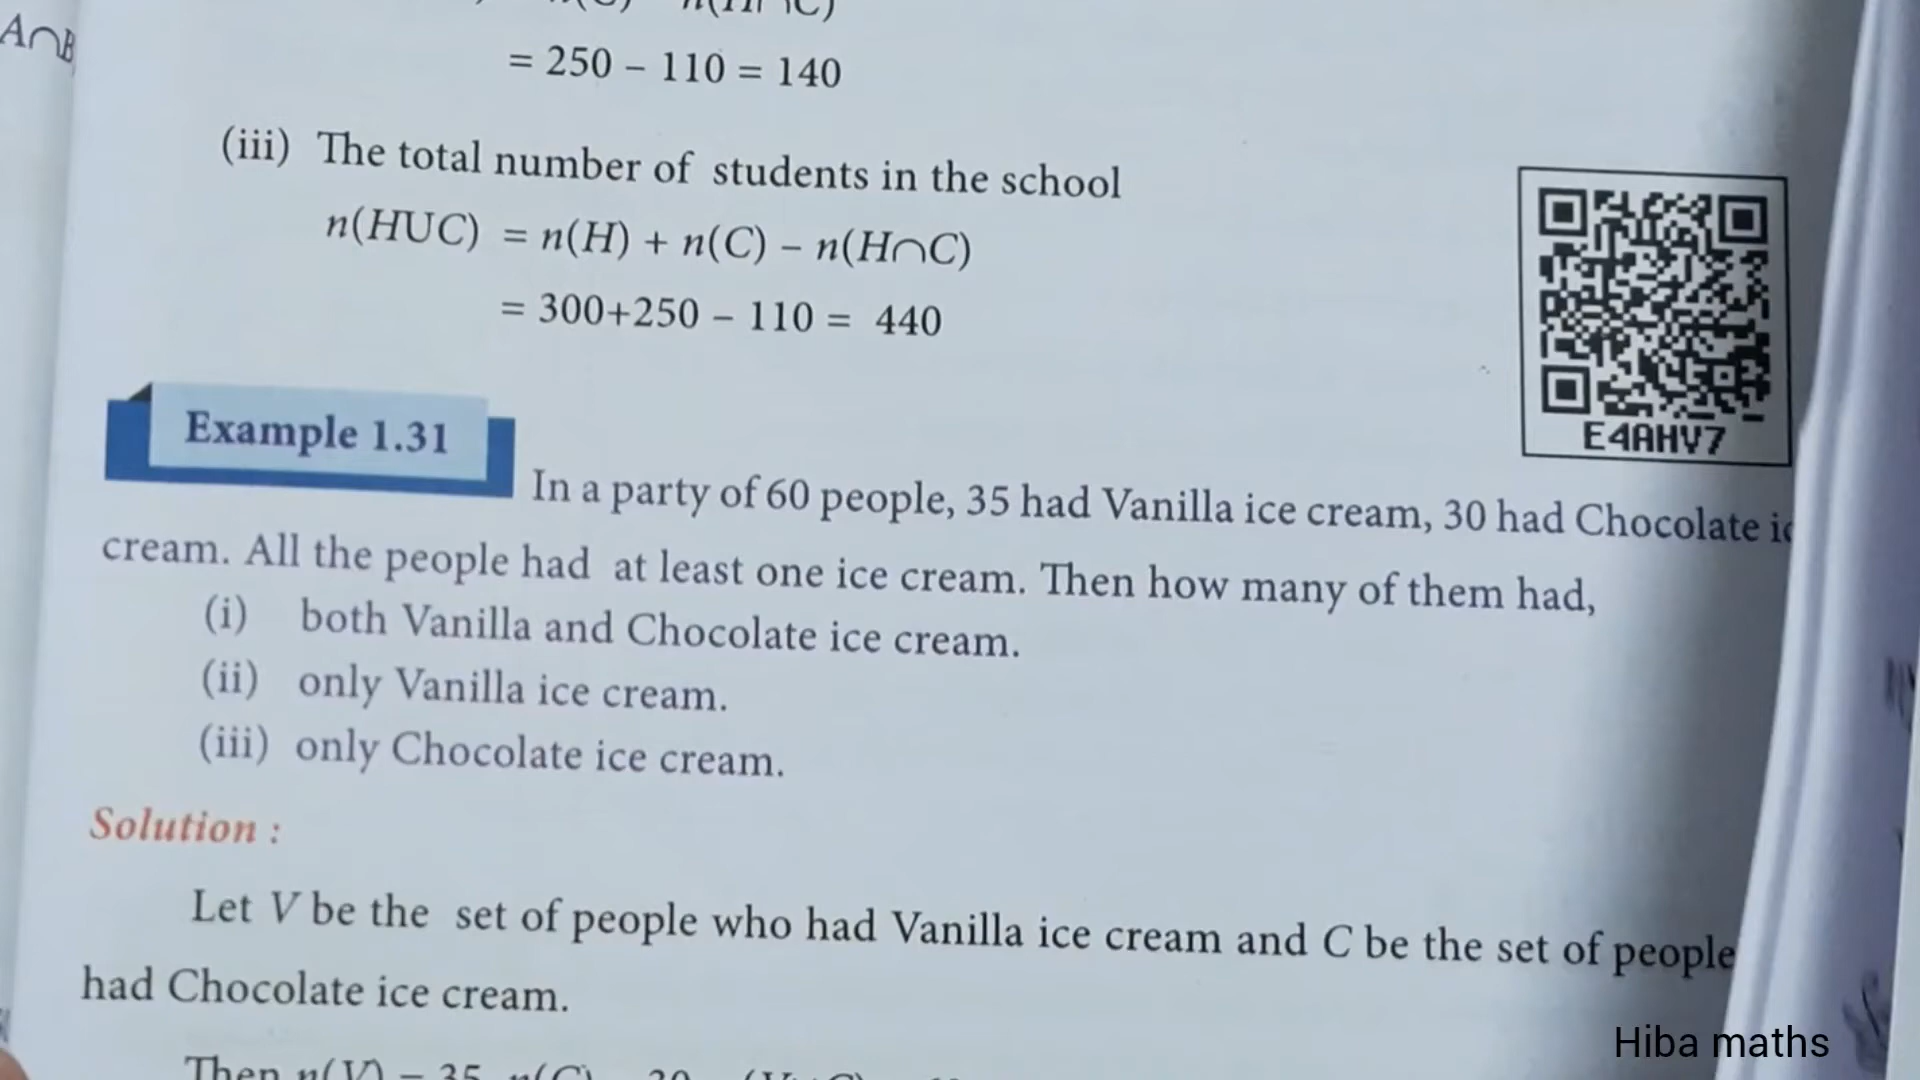 A∩B
= 250 – 110 = 140
(iii) The total number of students in the school
n(HUC) = n(H) + n(C) – n(H∩C)
= 300+250 – 110 = 440
E4AHV7
Example 1.31
In a party of 60 people, 35 had Vanilla ice cream, 30 had Chocolate
cream. All the people had at least one ice cream. Then how many of them had,
(i) both Vanilla and Chocolate ice cream.
(ii) only Vanilla ice cream.
(iii) only Chocolate ice cream.
Solution :
Let V be the set of people who had Vanilla ice cream and C be the set of people
had Chocolate ice cream.
Then n(V) = 35
Hiba maths